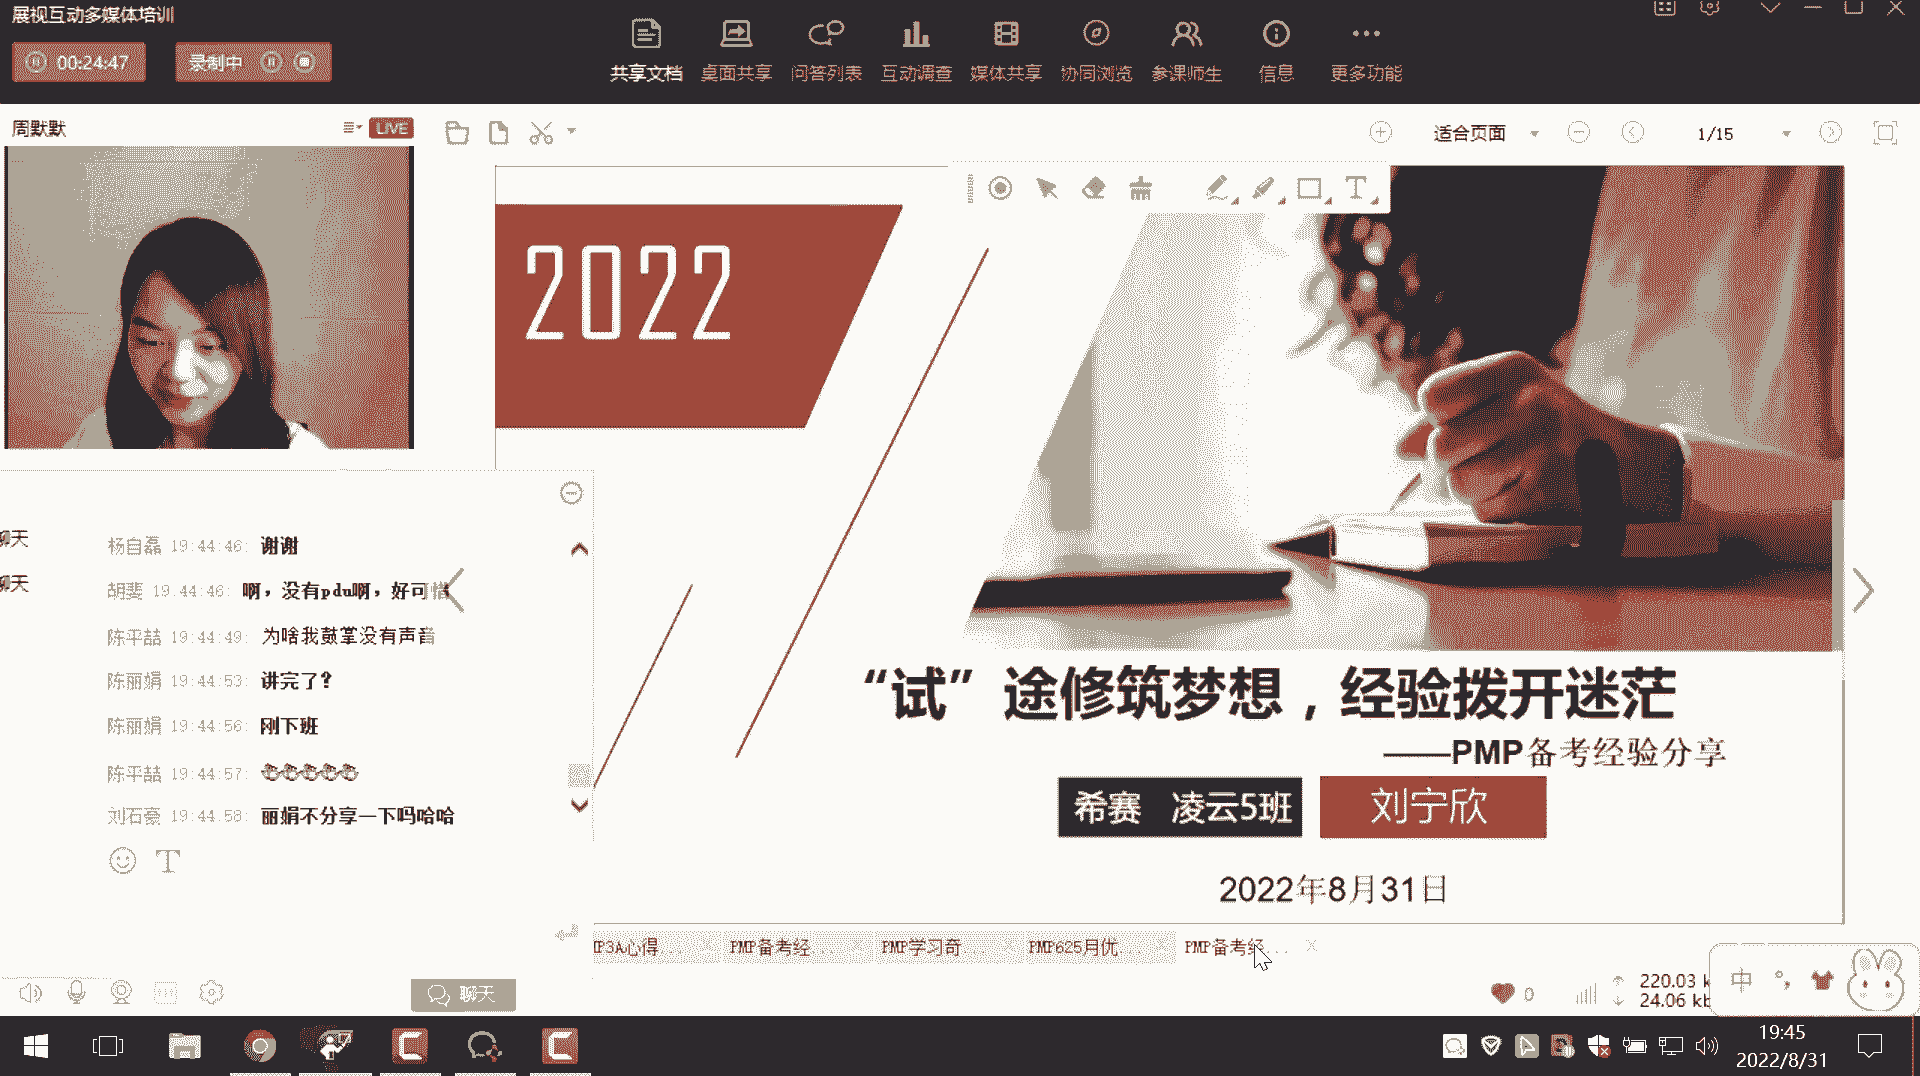 展视互动多媒体培训
00:24:47
录制中
共享文档 桌面共享 问答列表 互动调查 媒体共享 协同浏览 参课师生 信息 更多功能
周默默
LIVE
适合页面
1/15
2022
聊天
杨自磊 19:44:46: 谢谢
聊天
胡斐 19:44:46: 啊，没有pdu啊，好可惜
陈平喆 19:44:49: 为啥我鼓掌没有声音
陈丽娟 19:44:53: 讲完了？
陈丽娟 19:44:56: 刚下班
陈平喆 19:44:57:
刘石豪 19:44:58: 丽娟不分享一下吗哈哈
T
“试”途修筑梦想，经验拨开迷茫
——PMP备考经验分享
希赛 凌云5班
刘宁欣
2022年8月31日
MP3A心得... PMP备考经... PMP学习奇... PMP625月优... PMP备考经...
聊天
0
220.03 k
24.06 kb
中
19:45
2022/8/31